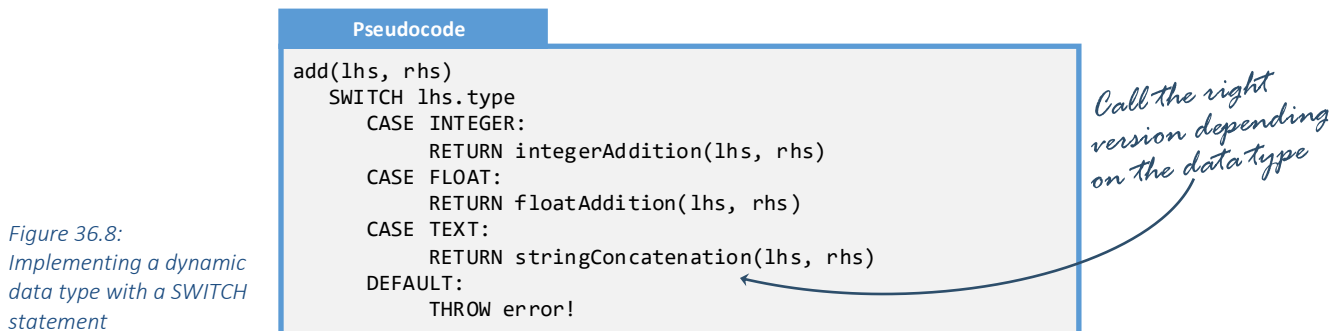 Pseudocode
add(lhs, rhs)
SWITCH lhs.type
CASE INTEGER:
RETURN integerAddition(lhs, rhs)
CASE FLOAT:
RETURN floatAddition(lhs, rhs)
CASE TEXT:
RETURN stringConcatenation(lhs, rhs)
DEFAULT:
THROW error!
Call the right
version depending
on the data type
Figure 36.8:
Implementing a dynamic
data type with a SWITCH
statement